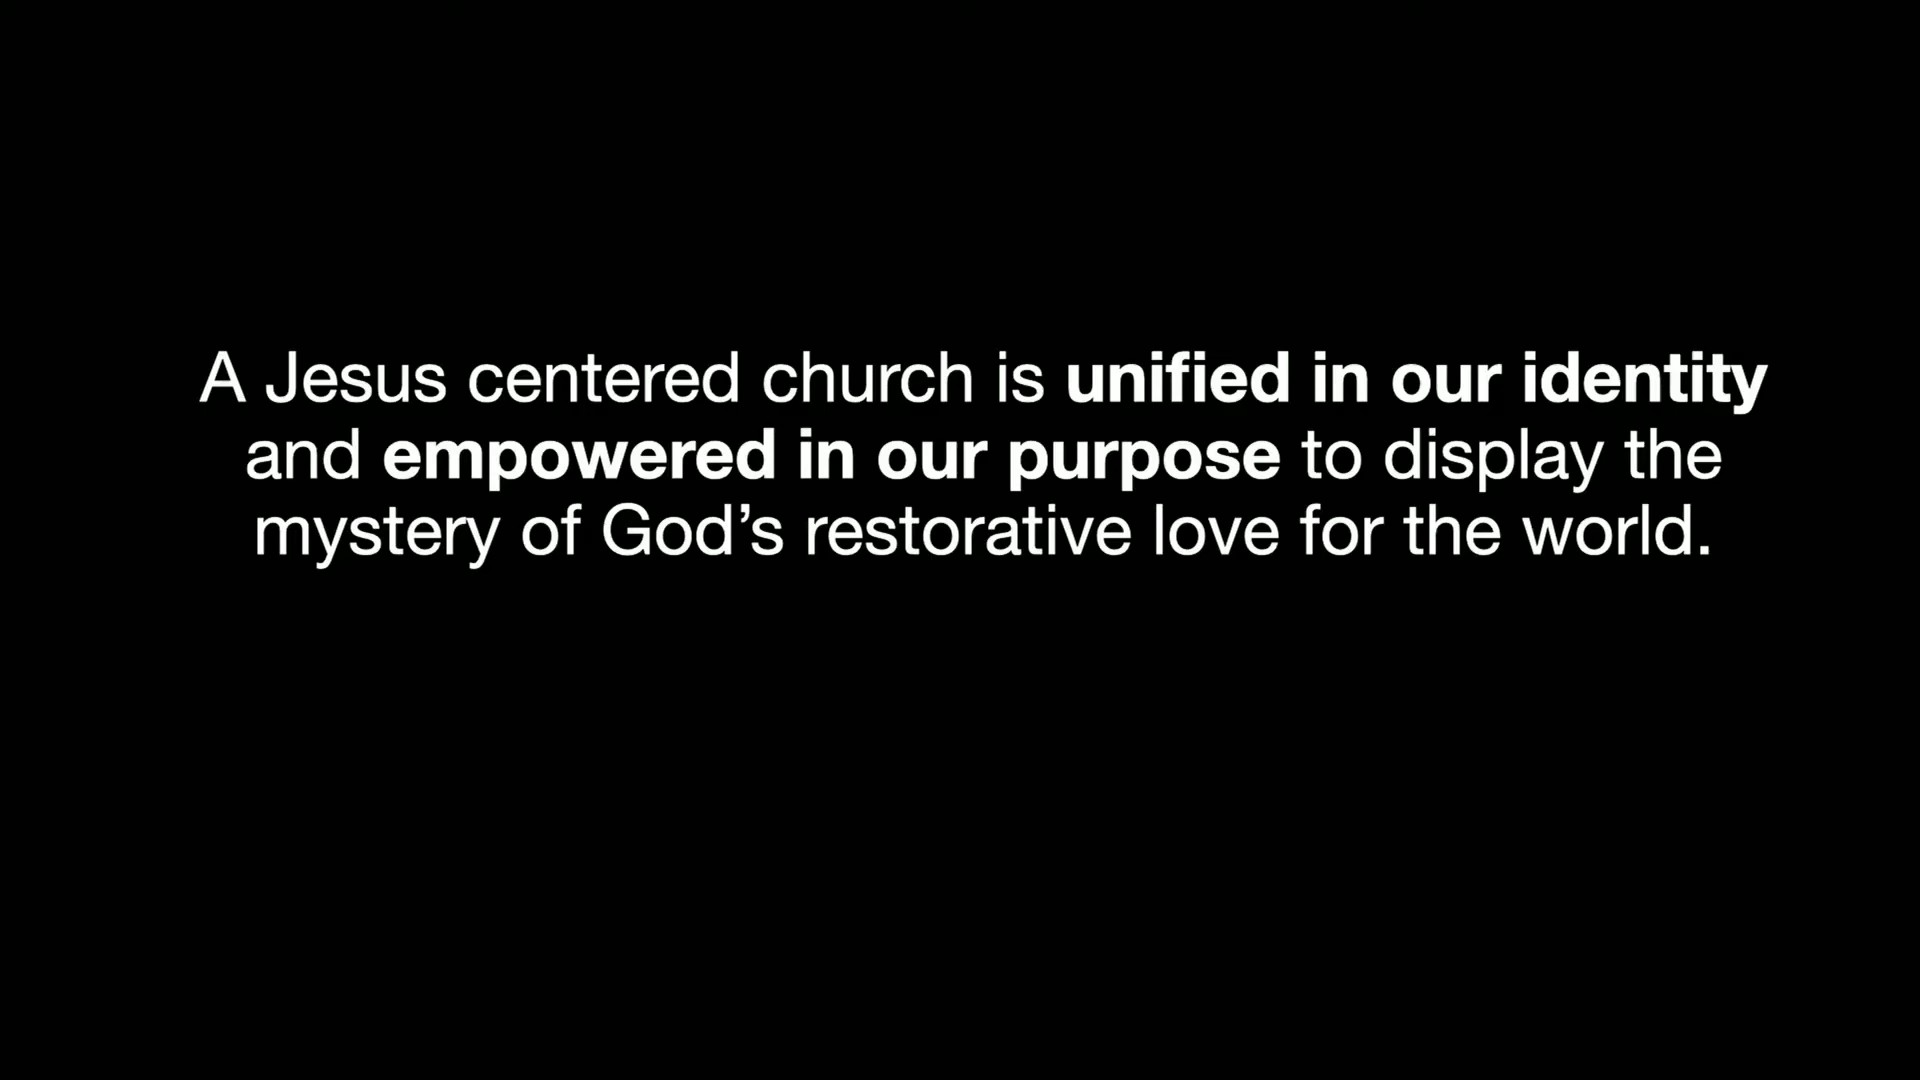 A Jesus centered church is unified in our identity
and empowered in our purpose to display the
mystery of God’s restorative love for the world.